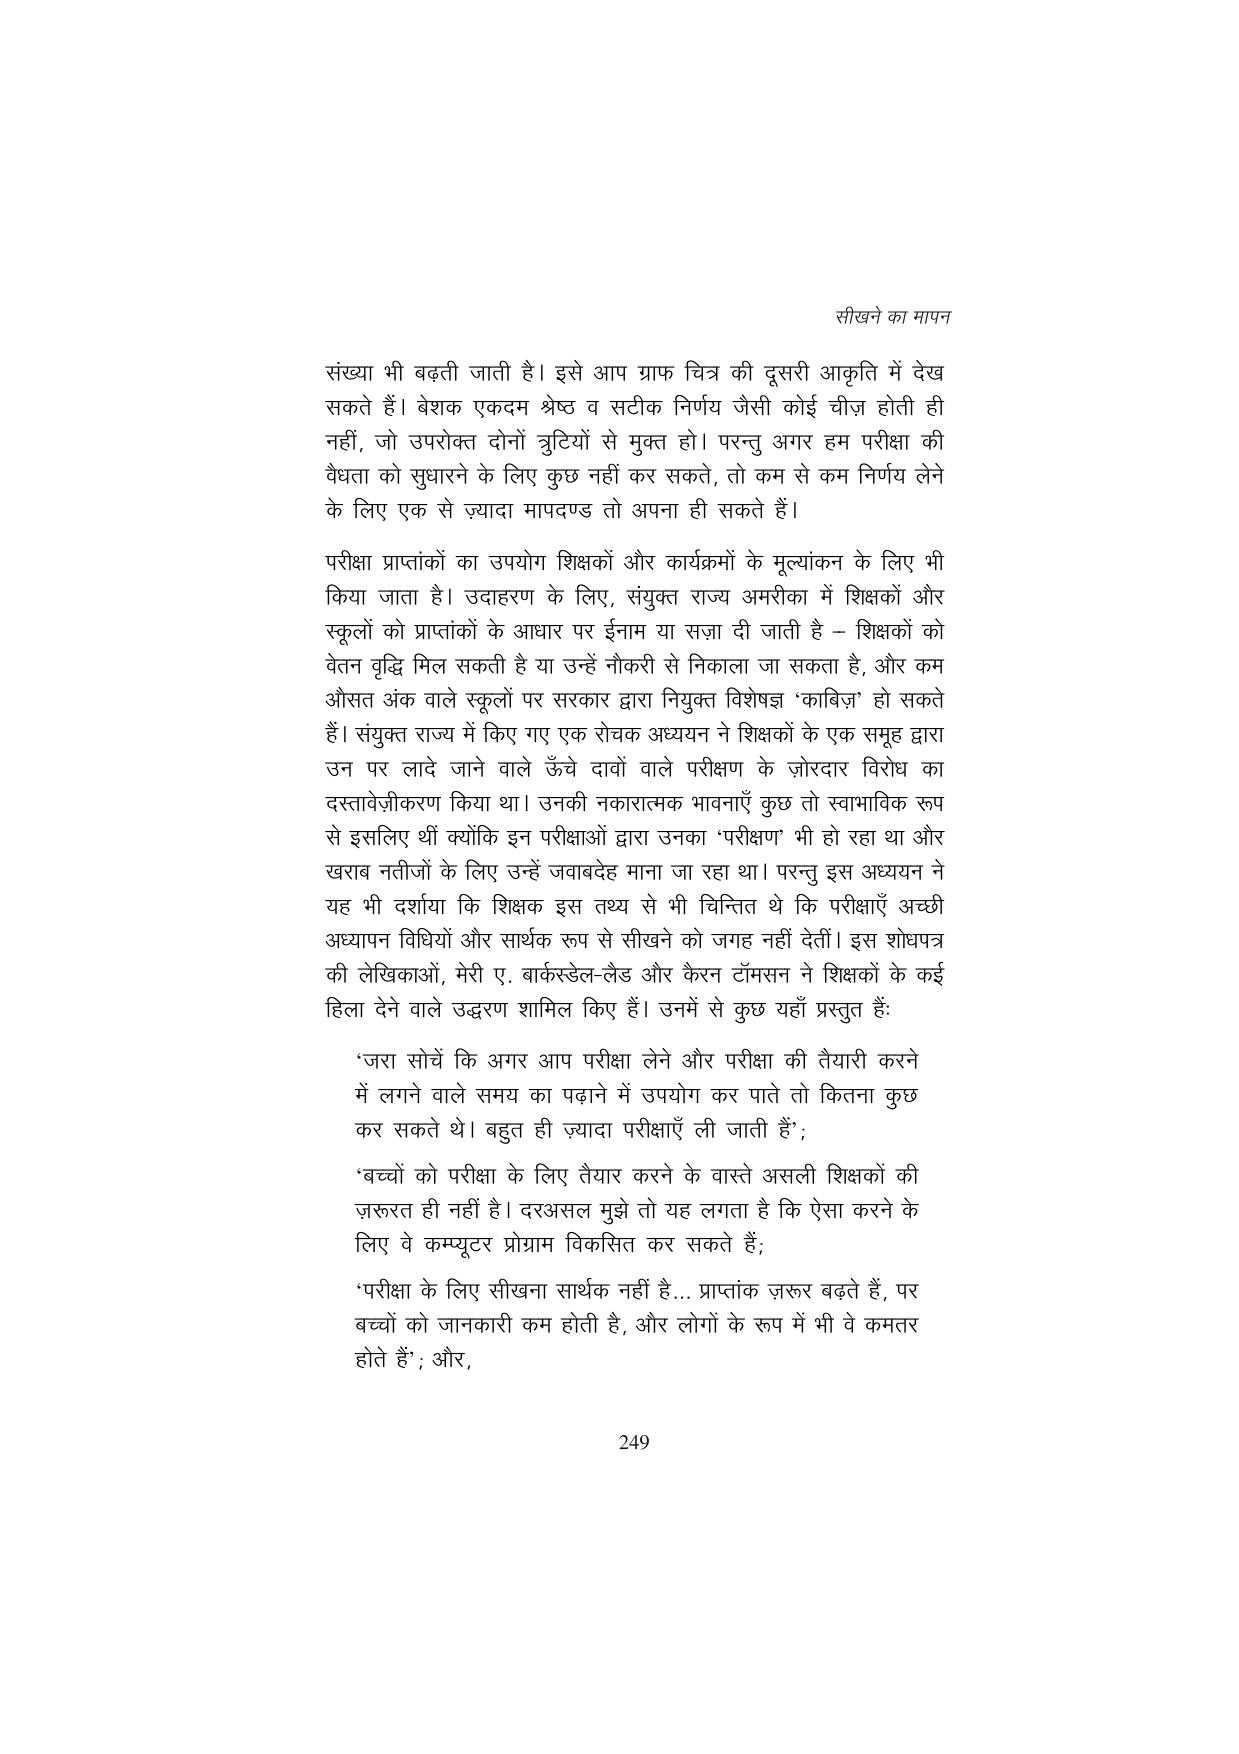 सीखने का मापन
संख्या भी बढ़ती जाती है। इसे आप ग्राफ चित्र की दूसरी आकृति में देख
सकते हैं। बेशक एकदम श्रेष्ठ व सटीक निर्णय जैसी कोई चीज़ होती ही
नहीं, जो उपरोक्त दोनों त्रुटियों से मुक्त हो। परन्तु अगर हम परीक्षा की
वैधता को सुधारने के लिए कुछ नहीं कर सकते, तो कम से कम निर्णय लेने
के लिए एक से ज़्यादा मापदण्ड तो अपना ही सकते हैं।
परीक्षा प्राप्तांकों का उपयोग शिक्षकों और कार्यक्रमों के मूल्यांकन के लिए भी
किया जाता है। उदाहरण के लिए, संयुक्त राज्य अमरीका में शिक्षकों और
स्कूलों को प्राप्तांकों के आधार पर ईनाम या सज़ा दी जाती है – शिक्षकों को
वेतन वृद्धि मिल सकती है या उन्हें नौकरी से निकाला जा सकता है, और कम
औसत अंक वाले स्कूलों पर सरकार द्वारा नियुक्त विशेषज्ञ ‘काबिज़’ हो सकते
हैं। संयुक्त राज्य में किए गए एक रोचक अध्ययन ने शिक्षकों के एक समूह द्वारा
उन पर लादे जाने वाले ऊँचे दावों वाले परीक्षण के ज़ोरदार विरोध का
दस्तावेज़ीकरण किया था। उनकी नकारात्मक भावनाएँ कुछ तो स्वाभाविक रूप
से इसलिए थीं क्योंकि इन परीक्षाओं द्वारा उनका ‘परीक्षण’ भी हो रहा था और
खराब नतीजों के लिए उन्हें जवाबदेह माना जा रहा था। परन्तु इस अध्ययन ने
यह भी दर्शाया कि शिक्षक इस तथ्य से भी चिन्तित थे कि परीक्षाएँ अच्छी
अध्यापन विधियों और सार्थक रूप से सीखने को जगह नहीं देतीं। इस शोधपत्र
की लेखिकाओं, मेरी ए. बार्कस्डेल-लैड और कैरन टॉमसन ने शिक्षकों के कई
हिला देने वाले उद्धरण शामिल किए हैं। उनमें से कुछ यहाँ प्रस्तुत हैंः
‘जरा सोचें कि अगर आप परीक्षा लेने और परीक्षा की तैयारी करने
में लगने वाले समय का पढ़ाने में उपयोग कर पाते तो कितना कुछ
कर सकते थे। बहुत ही ज़्यादा परीक्षाएँ ली जाती हैं’;
‘बच्चों को परीक्षा के लिए तैयार करने के वास्ते असली शिक्षकों की
ज़रूरत ही नहीं है। दरअसल मुझे तो यह लगता है कि ऐसा करने के
लिए वे कम्प्यूटर प्रोग्राम विकसित कर सकते हैं;
‘परीक्षा के लिए सीखना सार्थक नहीं है... प्राप्तांक ज़रूर बढ़ते हैं, पर
बच्चों को जानकारी कम होती है, और लोगों के रूप में भी वे कमतर
होते हैं’; और,
249